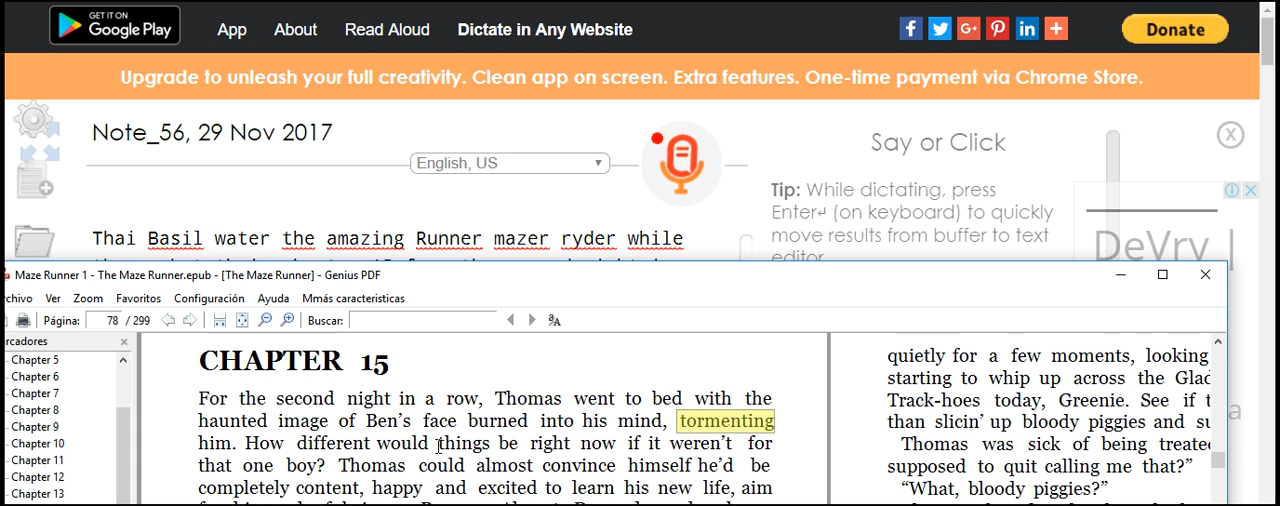 GET IT ON
Google Play
App
About
Read Aloud
Dictate in Any Website
Donate
Upgrade to unleash your full creativity. Clean app on screen. Extra features. One-time payment via Chrome Store.
Note_56, 29 Nov 2017
English, US
Say or Click
Tip: While dictating, press
Enter↵ (on keyboard) to quickly
move results from buffer to text
editor
DeVry
Thai Basil water the amazing Runner mazer ryder while
Maze Runner 1 - The Maze Runner.epub - [The Maze Runner] - Genius PDF
rchivo Ver Zoom Favoritos Configuración Ayuda Mmás características
Página: 78 / 299 Buscar:
rcadores
Chapter 5
Chapter 6
Chapter 7
Chapter 8
Chapter 9
Chapter 10
Chapter 11
Chapter 12
Chapter 13
CHAPTER 15
For the second night in a row, Thomas went to bed with the
haunted image of Ben’s face burned into his mind, tormenting
him. How different would things be right now if it weren’t for
that one boy? Thomas could almost convince himself he’d be
completely content, happy and excited to learn his new life, aim
quietly for a few moments, looking
starting to whip up across the Glad
Track-hoes today, Greenie. See if t
than slicin’ up bloody piggies and su
Thomas was sick of being treate
supposed to quit calling me that?”
“What, bloody piggies?”